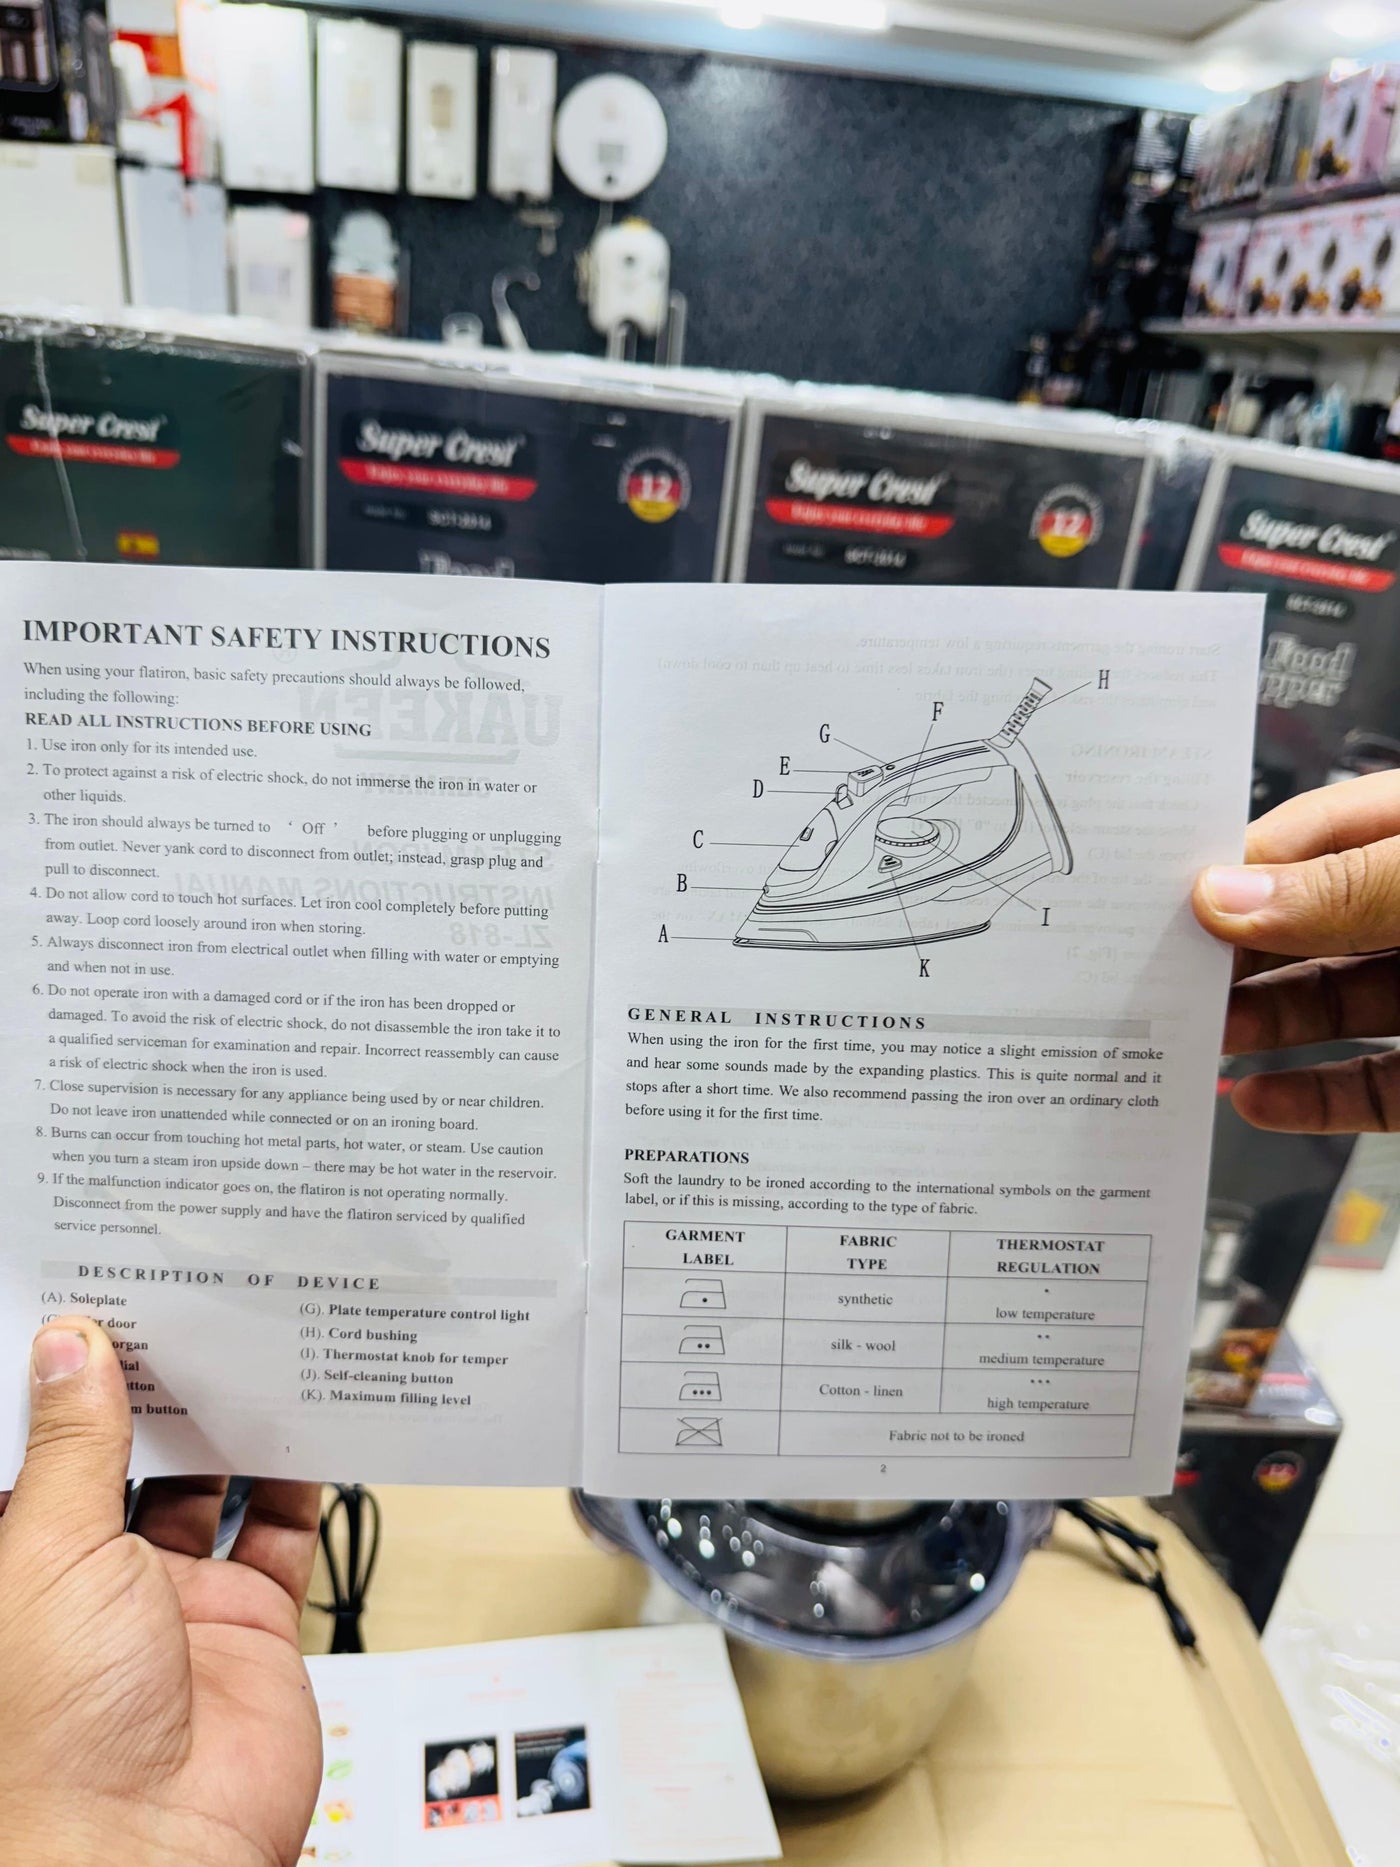 Super Crest
Super Crest
12
SCT-2014
Food
Super Crest
12
SCT-2014
Super Crest
SCT-2014
Food
IMPORTANT SAFETY INSTRUCTIONS
When using your flatiron, basic safety precautions should always be followed,
including the following:
READ ALL INSTRUCTIONS BEFORE USING
1. Use iron only for its intended use.
2. To protect against a risk of electric shock, do not immerse the iron in water or
other liquids.
3. The iron should always be turned to ‘ Off ’ before plugging or unplugging
from outlet. Never yank cord to disconnect from outlet; instead, grasp plug and
pull to disconnect.
4. Do not allow cord to touch hot surfaces. Let iron cool completely before putting
away. Loop cord loosely around iron when storing.
5. Always disconnect iron from electrical outlet when filling with water or emptying
and when not in use.
6. Do not operate iron with a damaged cord or if the iron has been dropped or
damaged. To avoid the risk of electric shock, do not disassemble the iron take it to
a qualified serviceman for examination and repair. Incorrect reassembly can cause
a risk of electric shock when the iron is used.
7. Close supervision is necessary for any appliance being used by or near children.
Do not leave iron unattended while connected or on an ironing board.
8. Burns can occur from touching hot metal parts, hot water, or steam. Use caution
when you turn a steam iron upside down – there may be hot water in the reservoir.
9. If the malfunction indicator goes on, the flatiron is not operating normally.
Disconnect from the power supply and have the flatiron serviced by qualified
service personnel.
DESCRIPTION OF DEVICE
(A). Soleplate
door
organ
button
(G). Plate temperature control light
(H). Cord bushing
(I). Thermostat knob for temper
(J). Self-cleaning button
(K). Maximum filling level
1
H
F
G
E
D
C
B
A
I
K
GENERAL INSTRUCTIONS
When using the iron for the first time, you may notice a slight emission of smoke
and hear some sounds made by the expanding plastics. This is quite normal and it
stops after a short time. We also recommend passing the iron over an ordinary cloth
before using it for the first time.
PREPARATIONS
Soft the laundry to be ironed according to the international symbols on the garment
label, or if this is missing, according to the type of fabric.
GARMENT LABEL FABRIC TYPE THERMOSTAT REGULATION
synthetic • low temperature
silk - wool •• medium temperature
Cotton - linen ••• high temperature
Fabric not to be ironed
2